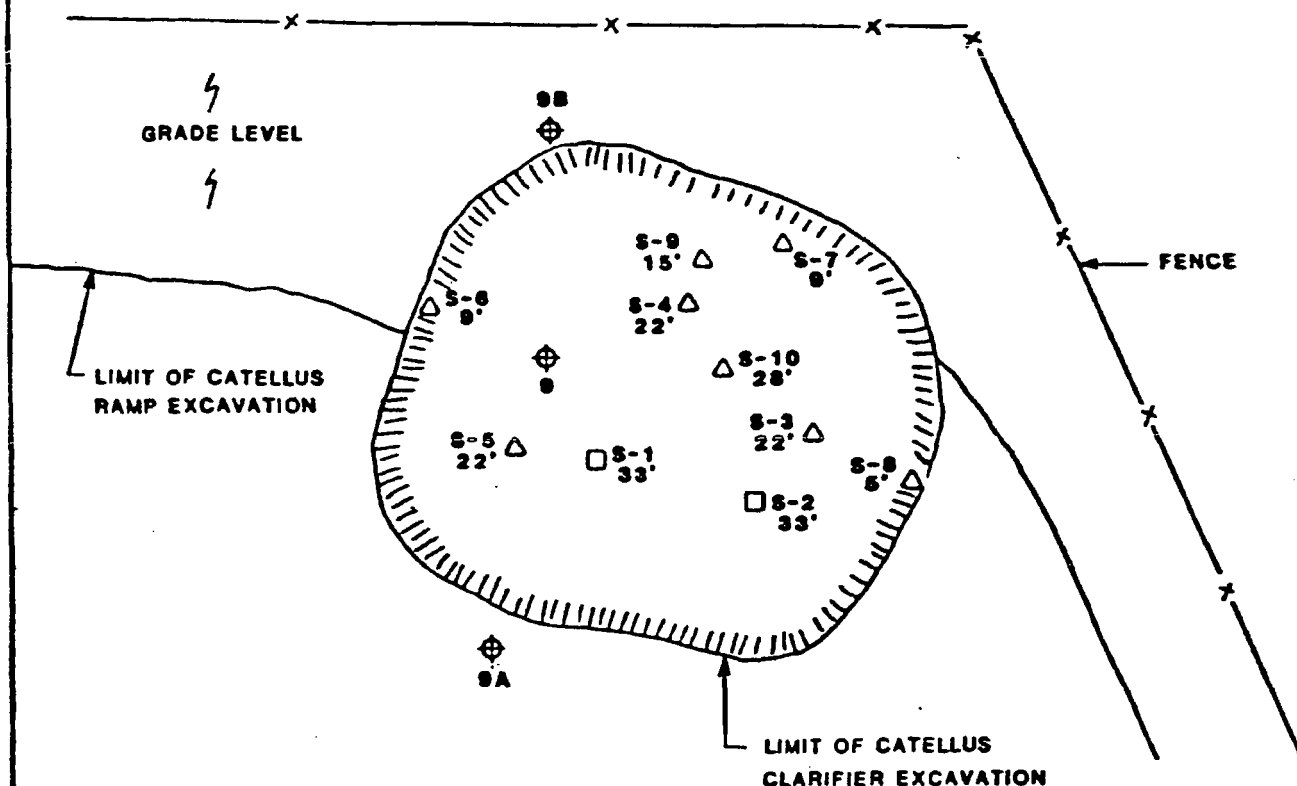 9B
GRADE LEVEL
S-9
15'
S-7
9'
S-6
9'
S-4
22'
FENCE
9
S-10
28'
LIMIT OF CATELLUS
RAMP EXCAVATION
S-3
22'
S-5
22'
S-1
33'
S-8
5'
S-2
33'
9A
LIMIT OF CATELLUS
CLARIFIER EXCAVATION